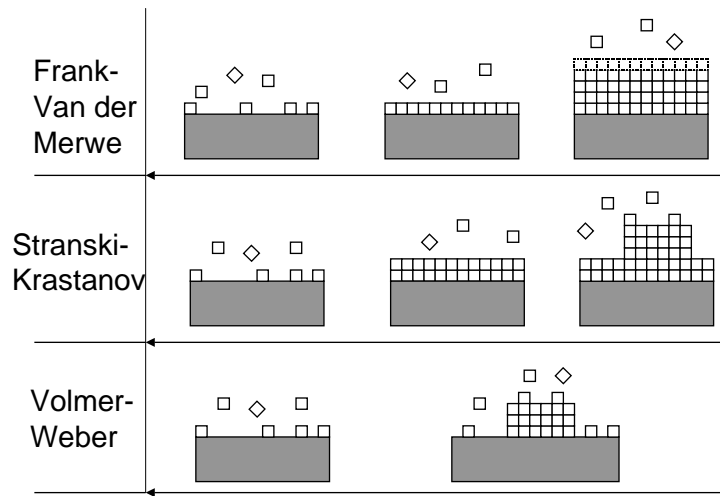 Frank-
Van der
Merwe
Stranski-
Krastanov
Volmer-
Weber